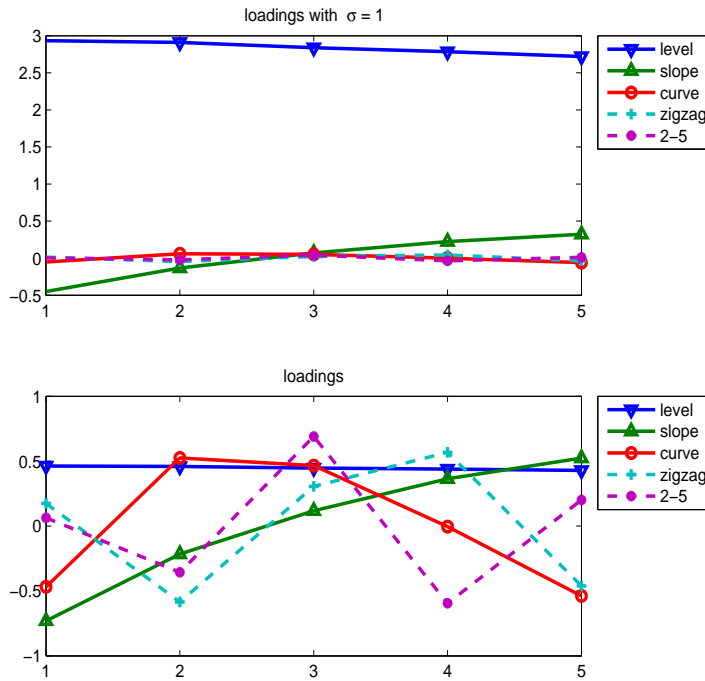 loadings with σ = 1
3
2.5
2
1.5
1
0.5
0
−0.5
1
2
3
4
5
level
slope
curve
zigzag
2−5
loadings
1
0.5
0
−0.5
−1
1
2
3
4
5
level
slope
curve
zigzag
2−5